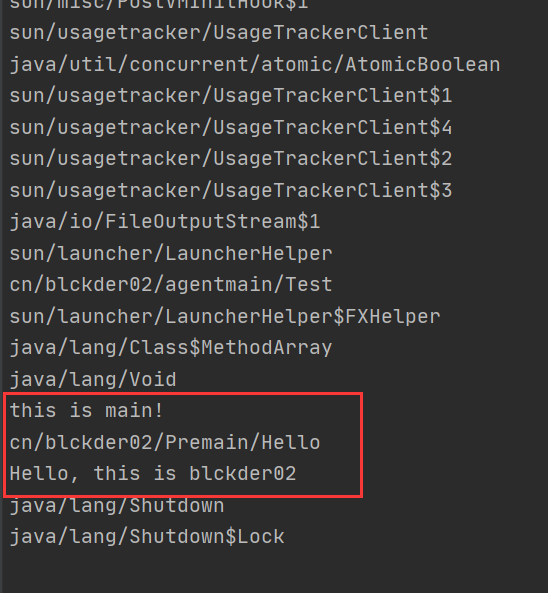 sun/misc/PostVMInitHook$1
sun/usagetracker/UsageTrackerClient
java/util/concurrent/atomic/AtomicBoolean
sun/usagetracker/UsageTrackerClient$1
sun/usagetracker/UsageTrackerClient$4
sun/usagetracker/UsageTrackerClient$2
sun/usagetracker/UsageTrackerClient$3
java/io/FileOutputStream$1
sun/launcher/LauncherHelper
cn/blckder02/agentmain/Test
sun/launcher/LauncherHelper$FXHelper
java/lang/Class$MethodArray
java/lang/Void
this is main!
cn/blckder02/Premain/Hello
Hello, this is blckder02
java/lang/Shutdown
java/lang/Shutdown$Lock